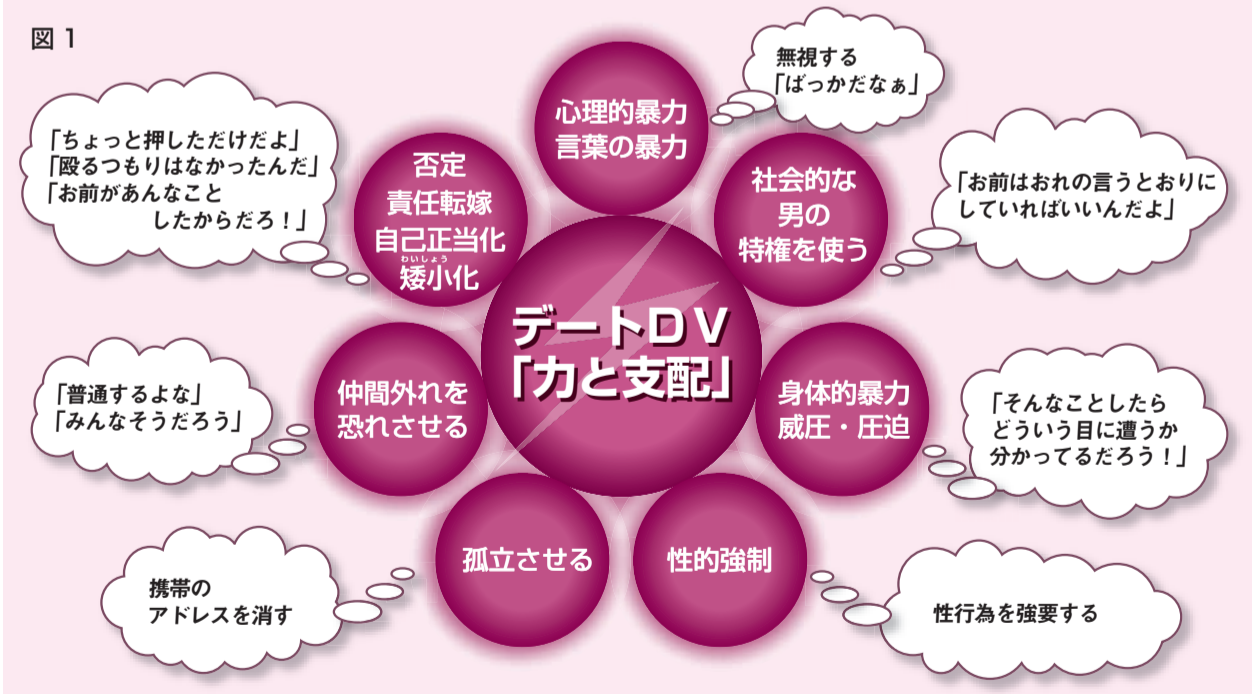 図1
デートDV
「力と支配」
心理的暴力
言葉の暴力
無視する
「ばっかだなぁ」
社会的な
男の
特権を使う
「お前はおれの言うとおりに
していればいいんだよ」
身体的暴力
威圧・圧迫
「そんなことしたら
どういう目に遭うか
分かってるだろう！」
性的強制
性行為を強要する
孤立させる
携帯の
アドレスを消す
仲間外れを
恐れさせる
「普通するよな」
「みんなそうだろう」
否定
責任転嫁
自己正当化
わいしょう
矮小化
「ちょっと押しただけだよ」
「殴るつもりはなかったんだ」
「お前があんなこと
したからだろ！」